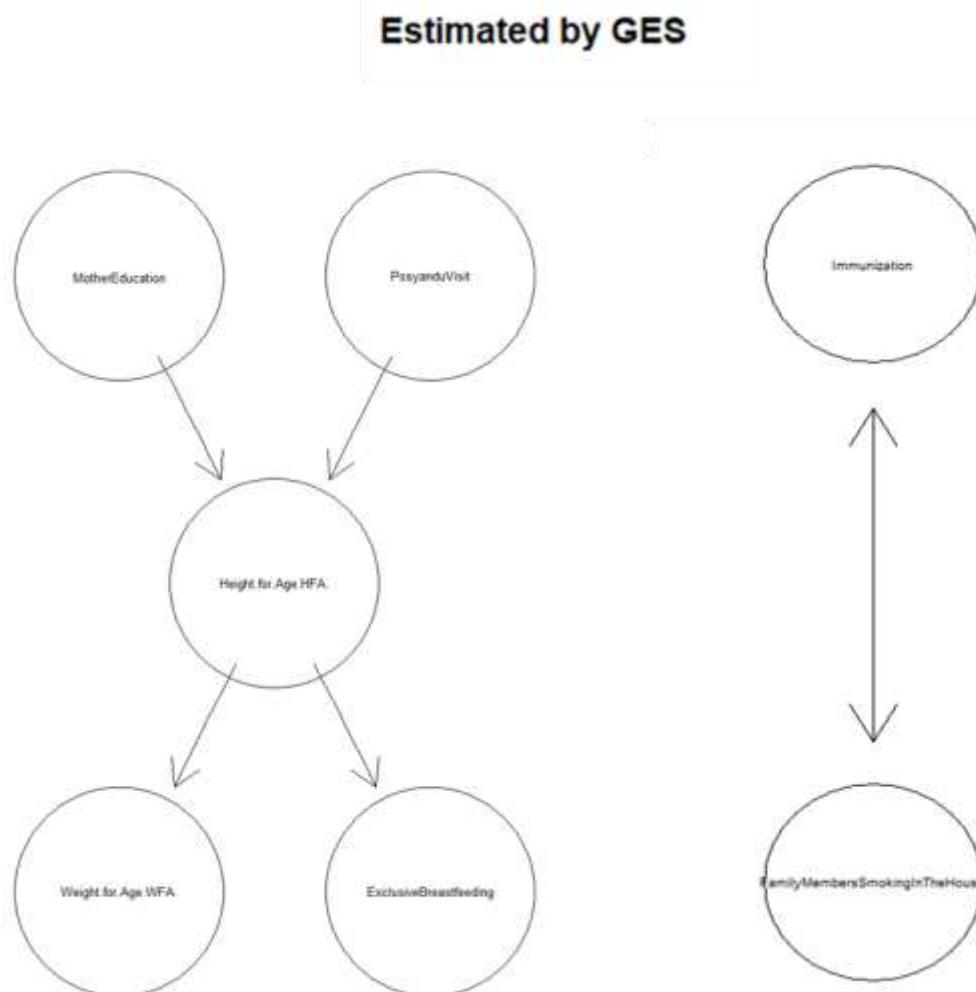 Estimated by GES
MotherEducation
PosyanduVisit
Immunization
Height.for.Age.HFA.
Weight.for.Age.WFA.
ExclusiveBreastfeeding
FamilyMembersSmokingInTheHous